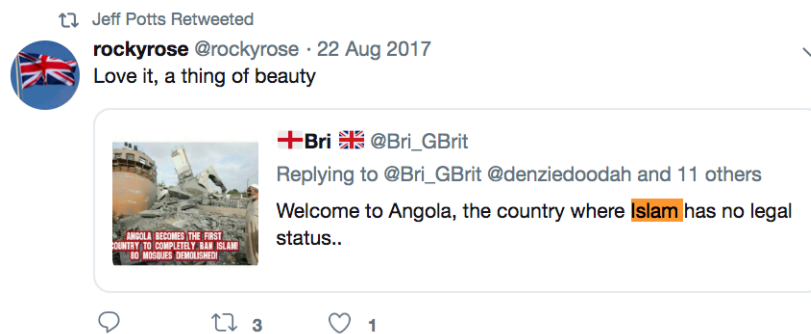 Jeff Potts Retweeted
rockyrose @rockyrose · 22 Aug 2017
Love it, a thing of beauty
Bri @Bri_GBrit
Replying to @Bri_GBrit @denziedoodah and 11 others
Welcome to Angola, the country where Islam has no legal
status..
ANGOLA BECOMES THE FIRST
COUNTRY TO COMPLETELY BAN ISLAM!
80 MOSQUES DEMOLISHED!
3 1